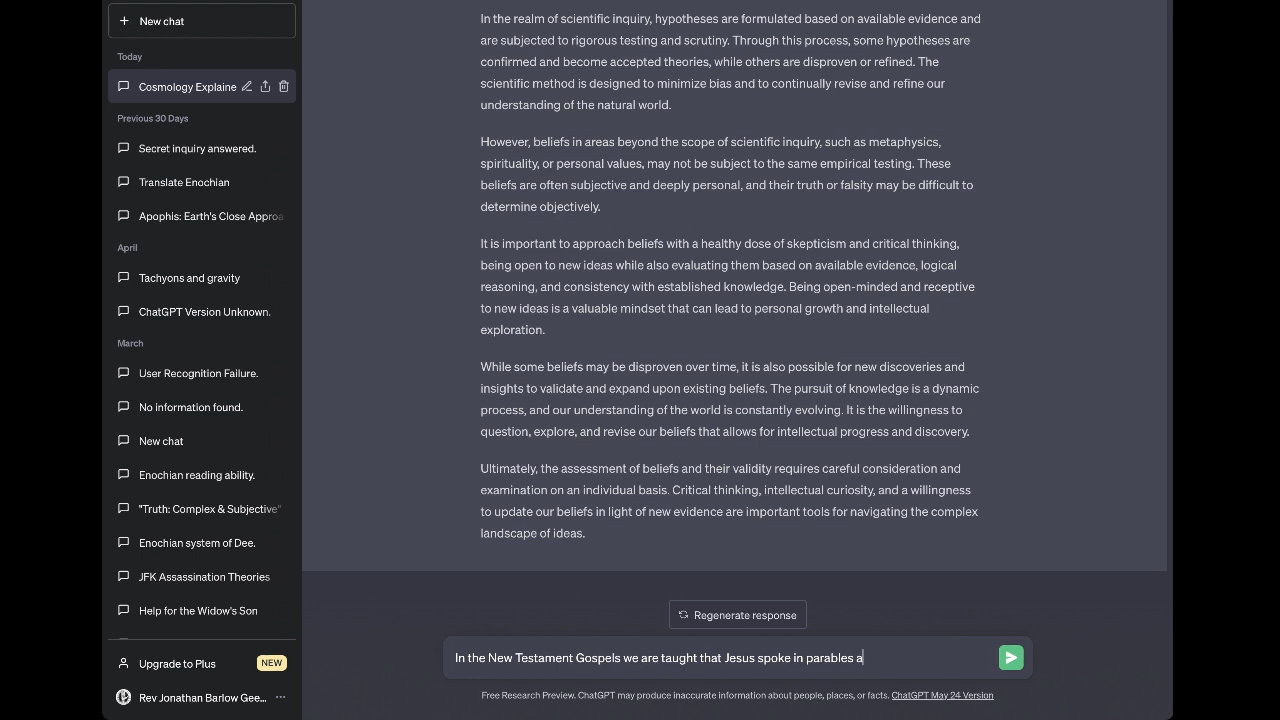 New chat
Today
Cosmology Explaine
Previous 30 Days
Secret inquiry answered.
Translate Enochian
Apophis: Earth's Close Approa
April
Tachyons and gravity
ChatGPT Version Unknown.
March
User Recognition Failure.
No information found.
New chat
Enochian reading ability.
"Truth: Complex & Subjective"
Enochian system of Dee.
JFK Assassination Theories
Help for the Widow's Son
Upgrade to Plus NEW
Rev Jonathan Barlow Gee...
In the realm of scientific inquiry, hypotheses are formulated based on available evidence and
are subjected to rigorous testing and scrutiny. Through this process, some hypotheses are
confirmed and become accepted theories, while others are disproven or refined. The
scientific method is designed to minimize bias and to continually revise and refine our
understanding of the natural world.
However, beliefs in areas beyond the scope of scientific inquiry, such as metaphysics,
spirituality, or personal values, may not be subject to the same empirical testing. These
beliefs are often subjective and deeply personal, and their truth or falsity may be difficult to
determine objectively.
It is important to approach beliefs with a healthy dose of skepticism and critical thinking,
being open to new ideas while also evaluating them based on available evidence, logical
reasoning, and consistency with established knowledge. Being open-minded and receptive
to new ideas is a valuable mindset that can lead to personal growth and intellectual
exploration.
While some beliefs may be disproven over time, it is also possible for new discoveries and
insights to validate and expand upon existing beliefs. The pursuit of knowledge is a dynamic
process, and our understanding of the world is constantly evolving. It is the willingness to
question, explore, and revise our beliefs that allows for intellectual progress and discovery.
Ultimately, the assessment of beliefs and their validity requires careful consideration and
examination on an individual basis. Critical thinking, intellectual curiosity, and a willingness
to update our beliefs in light of new evidence are important tools for navigating the complex
landscape of ideas.
Regenerate response
In the New Testament Gospels we are taught that Jesus spoke in parables a
Free Research Preview. ChatGPT may produce inaccurate information about people, places, or facts. ChatGPT May 24 Version